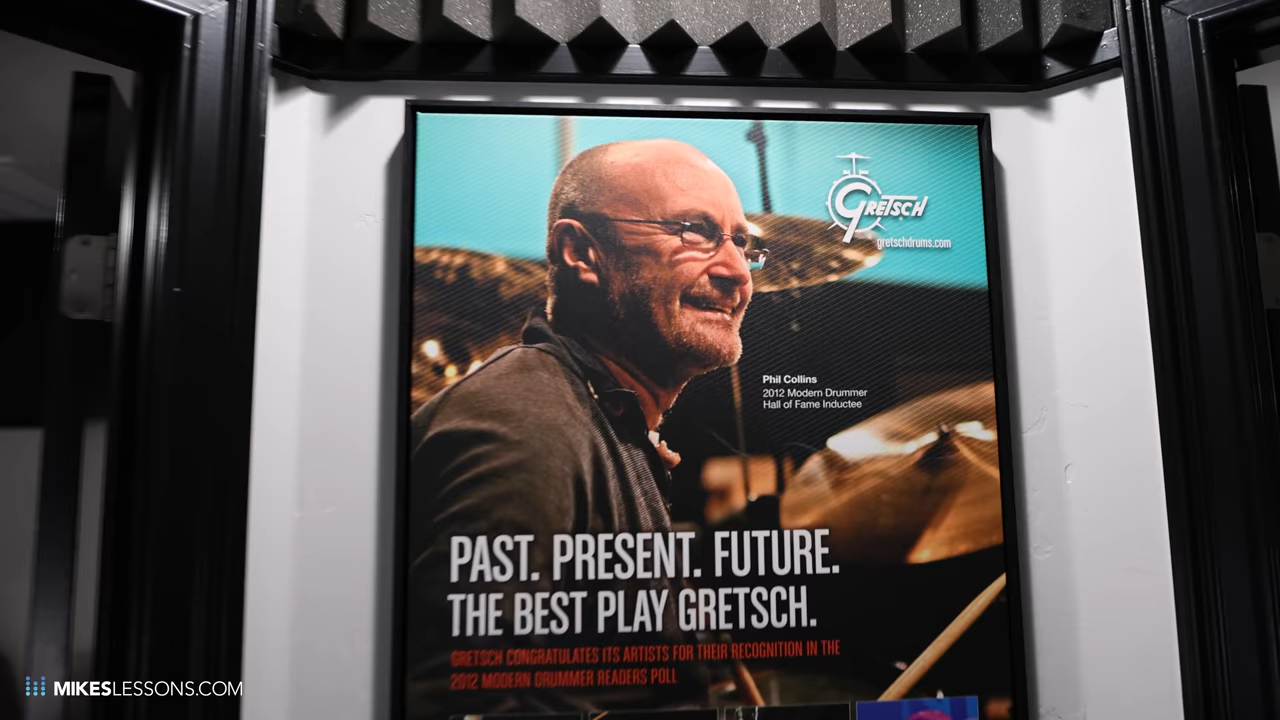 GRETSCH
gretschdrums.com
Phil Collins
2012 Modern Drummer
Hall of Fame Inductee
PAST. PRESENT. FUTURE.
THE BEST PLAY GRETSCH.
GRETSCH CONGRATULATES ITS ARTISTS FOR THEIR RECOGNITION IN THE
2012 MODERN DRUMMER READERS POLL
MIKESLESSONS.COM